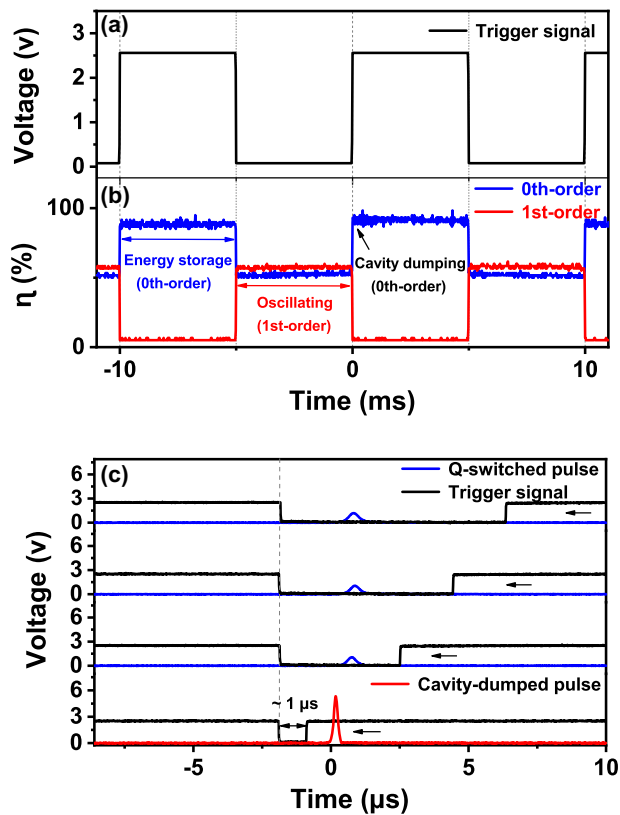 (a)
Trigger signal
Voltage (v)
3
2
1
0
(b)
0th-order
1st-order
100
Energy storage
(0th-order)
Cavity dumping
(0th-order)
Oscillating
(1st-order)
η (%)
0
-10
0
10
Time (ms)
(c)
Q-switched pulse
Trigger signal
6
3
0
6
3
0
Voltage (v)
6
3
0
Cavity-dumped pulse
6
~ 1 μs
3
0
-5
0
5
10
Time (μs)